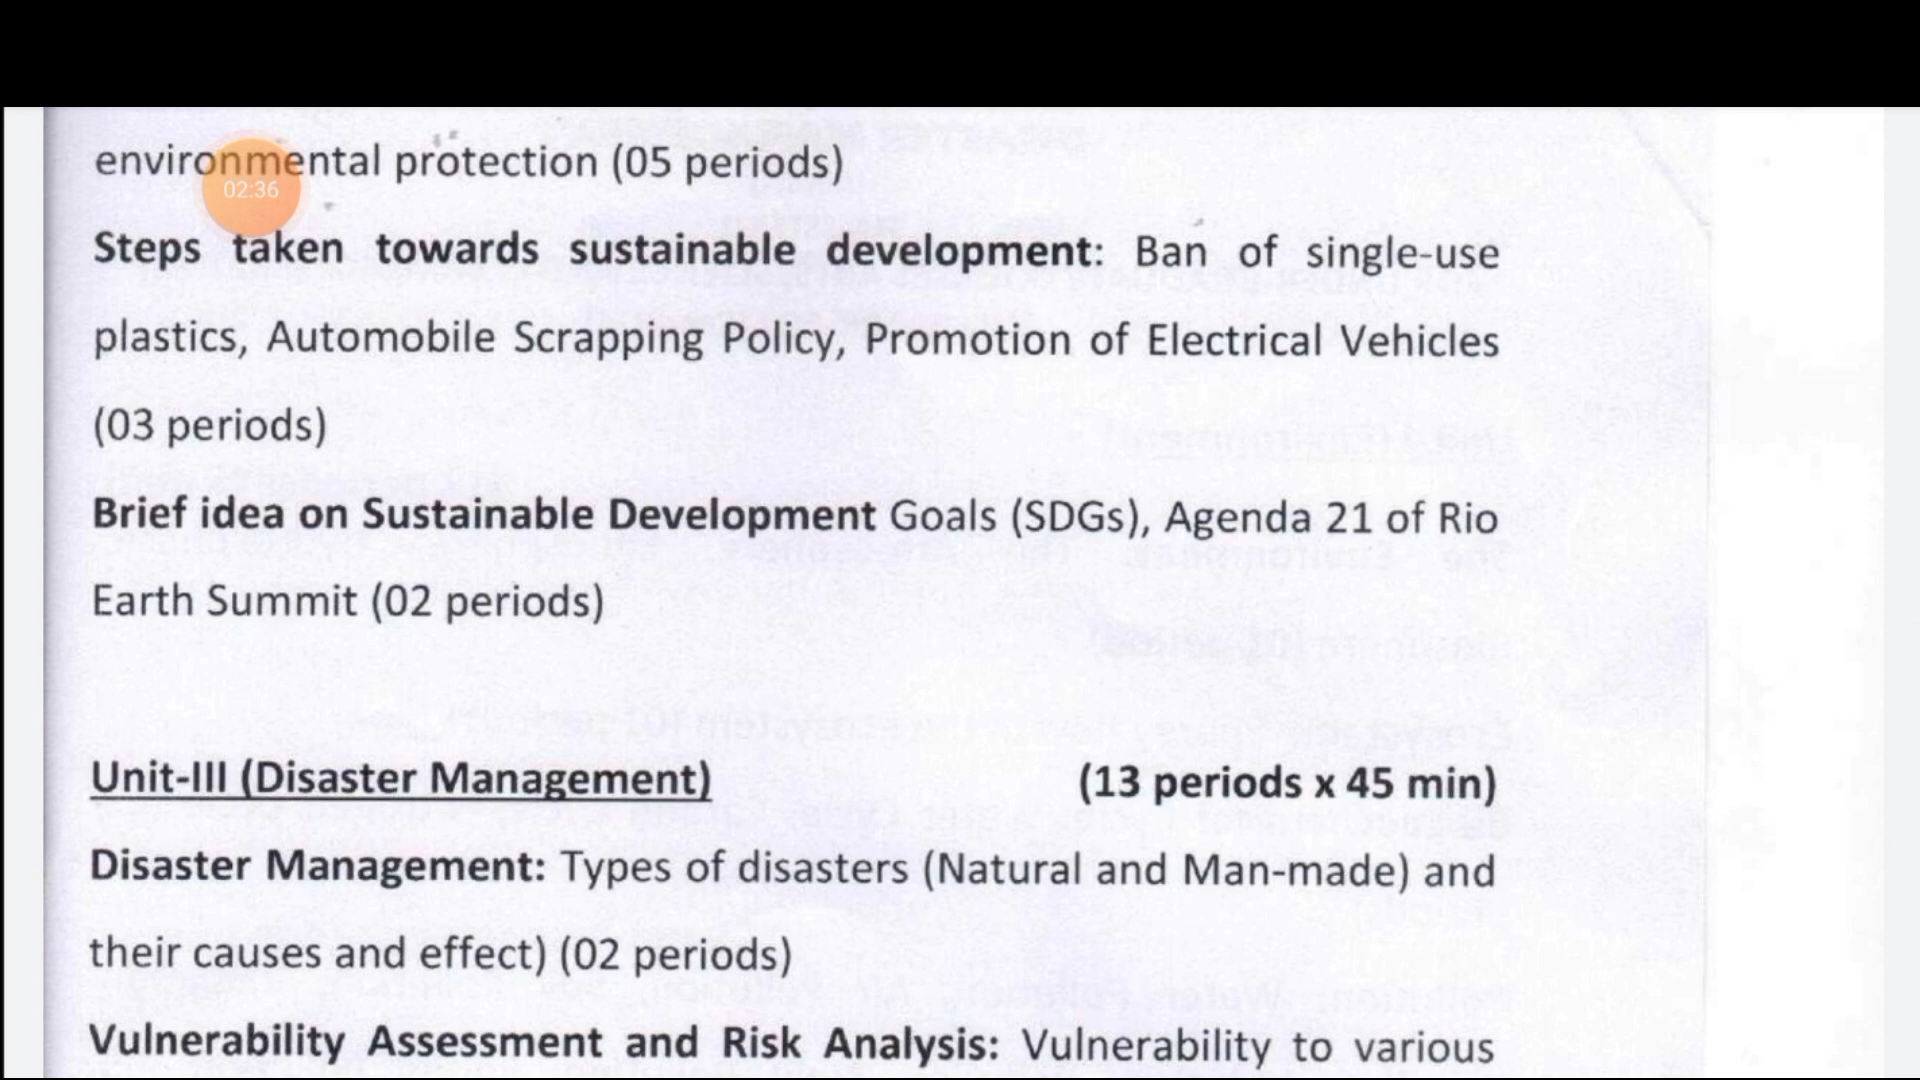 environmental protection (05 periods)
02:36
Steps taken towards sustainable development: Ban of single-use
plastics, Automobile Scrapping Policy, Promotion of Electrical Vehicles
(03 periods)
Brief idea on Sustainable Development Goals (SDGs), Agenda 21 of Rio
Earth Summit (02 periods)
Unit-III (Disaster Management) (13 periods x 45 min)
Disaster Management: Types of disasters (Natural and Man-made) and
their causes and effect) (02 periods)
Vulnerability Assessment and Risk Analysis: Vulnerability to various